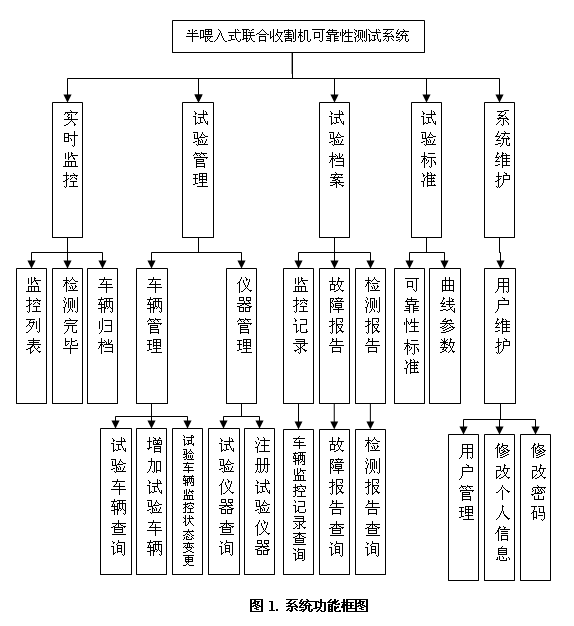 半喂入式联合收割机可靠性测试系统
实时监控
试验管理
试验档案
试验标准
系统维护
监控列表
检测完毕
车辆归档
车辆管理
仪器管理
监控记录
故障报告
检测报告
可靠性标准
曲线参数
用户维护
试验车辆查询
增加试验车辆
试验车辆监控状态变更
试验仪器查询
注册试验仪器
车辆监控记录查询
故障报告查询
检测报告查询
用户管理
修改个人信息
修改密码
图 1. 系统功能框图